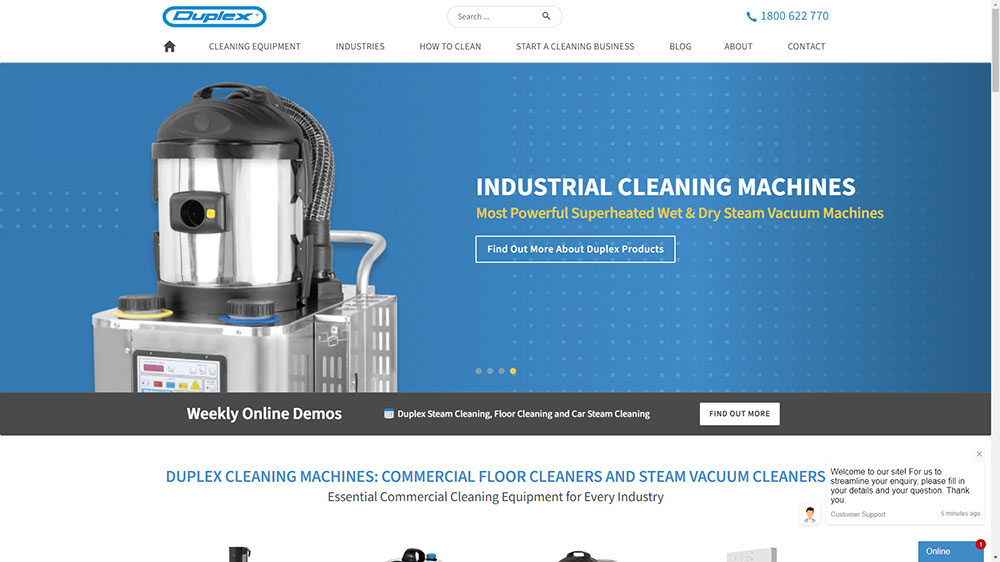 Duplex
Search ...
1800 622 770
CLEANING EQUIPMENT
INDUSTRIES
HOW TO CLEAN
START A CLEANING BUSINESS
BLOG
ABOUT
CONTACT
INDUSTRIAL CLEANING MACHINES
Most Powerful Superheated Wet & Dry Steam Vacuum Machines
Find Out More About Duplex Products
Weekly Online Demos
Duplex Steam Cleaning, Floor Cleaning and Car Steam Cleaning
FIND OUT MORE
DUPLEX CLEANING MACHINES: COMMERCIAL FLOOR CLEANERS AND STEAM VACUUM CLEANERS
Essential Commercial Cleaning Equipment for Every Industry
Welcome to our site! For us to
streamline your enquiry, please fill in
your details and your question. Thank
you.
Customer Support
5 minutes ago
Online
1